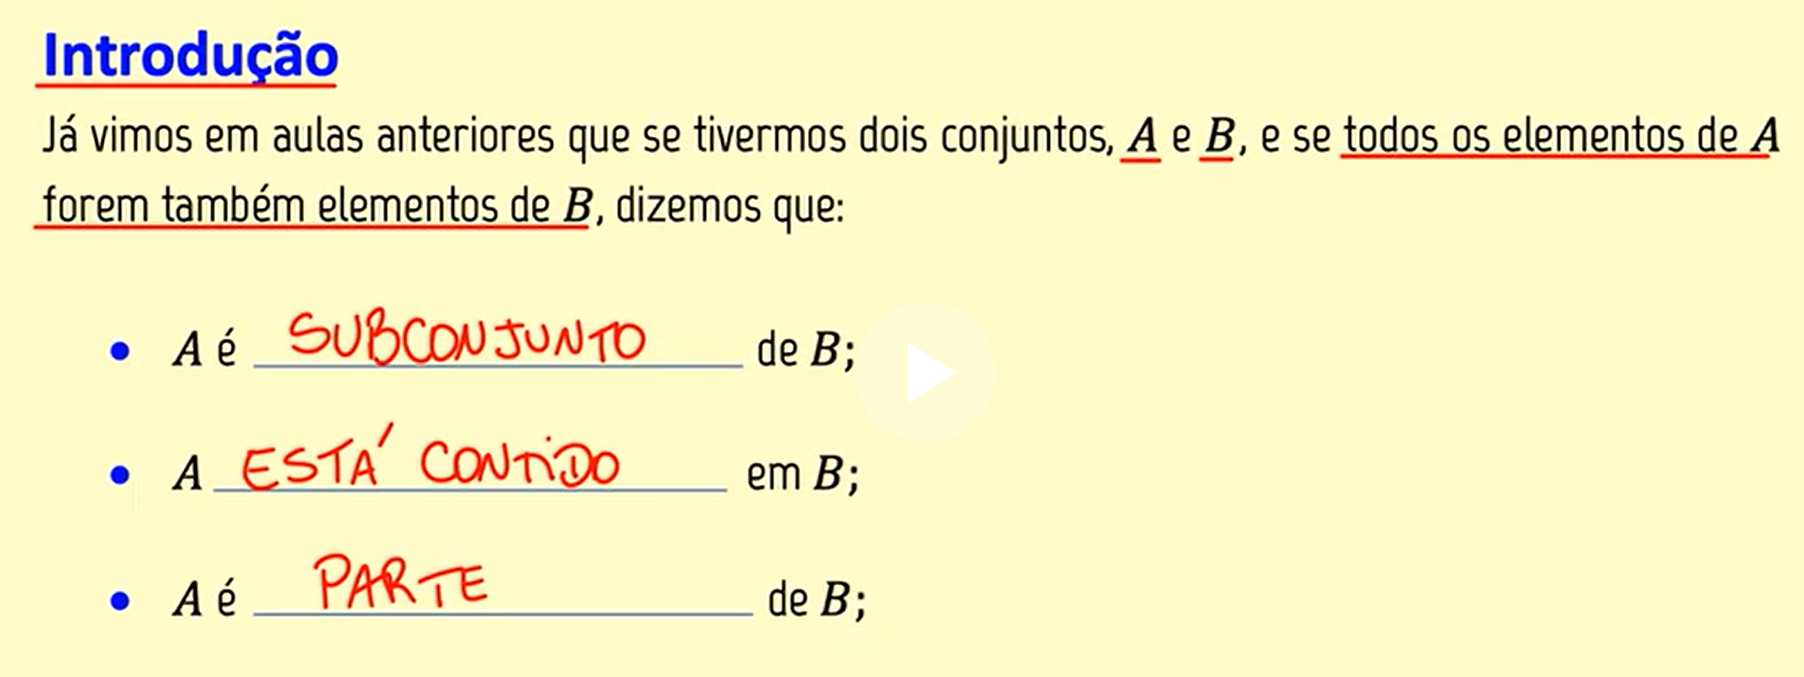 Introdução
Já vimos em aulas anteriores que se tivermos dois conjuntos, A e B, e se todos os elementos de A
forem também elementos de B, dizemos que:
• A é SUBCONJUNTO de B;
• A ESTÁ CONTIDO em B;
• A é PARTE de B;